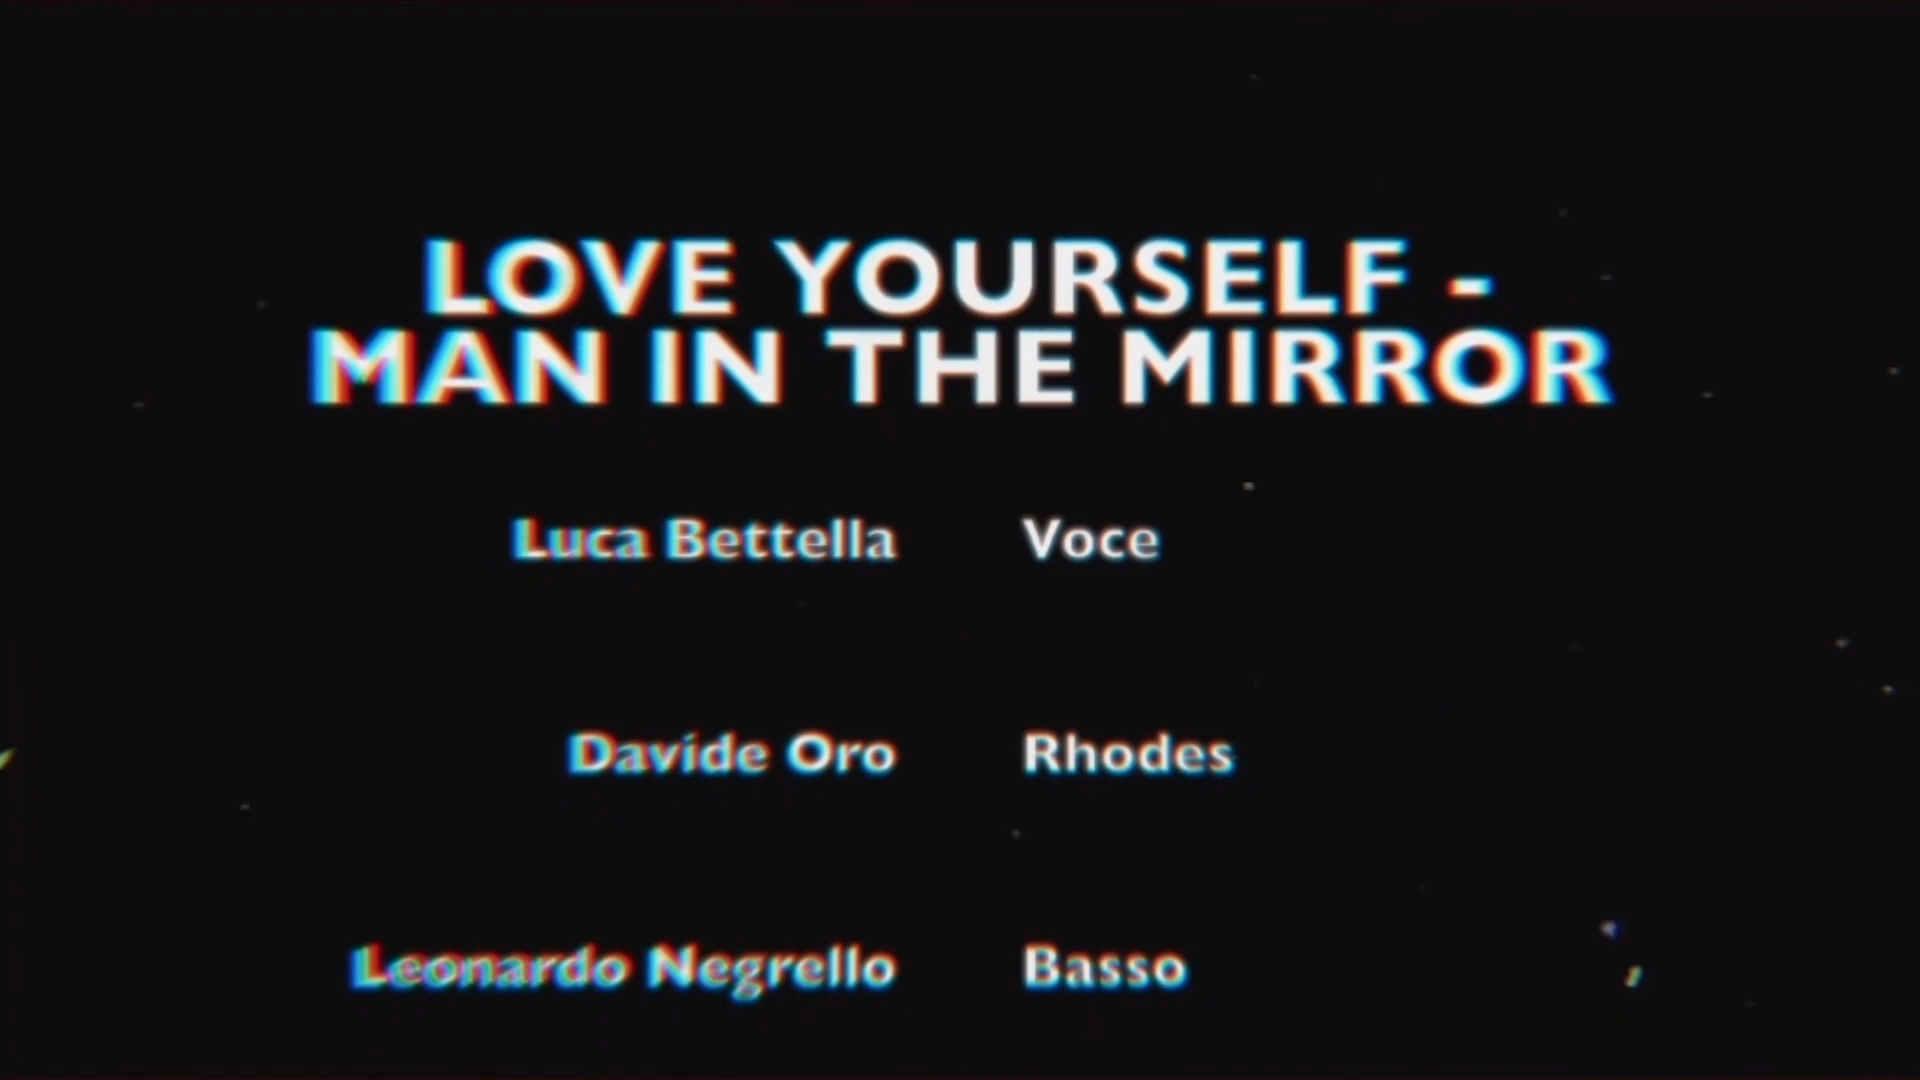 LOVE YOURSELF -
MAN IN THE MIRROR
Luca Bettella Voce
Davide Oro Rhodes
Leonardo Negrello Basso